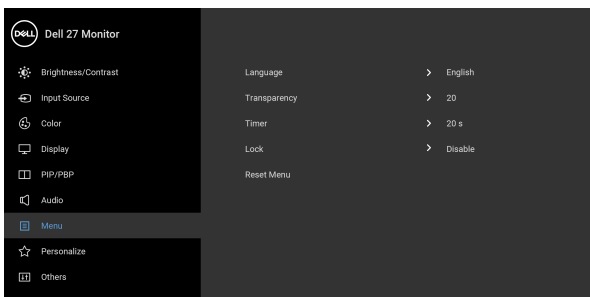 DELL Dell 27 Monitor
Brightness/Contrast
Input Source
Color
Display
PIP/PBP
Audio
Menu
Personalize
Others
Language English
Transparency 20
Timer 20 s
Lock Disable
Reset Menu